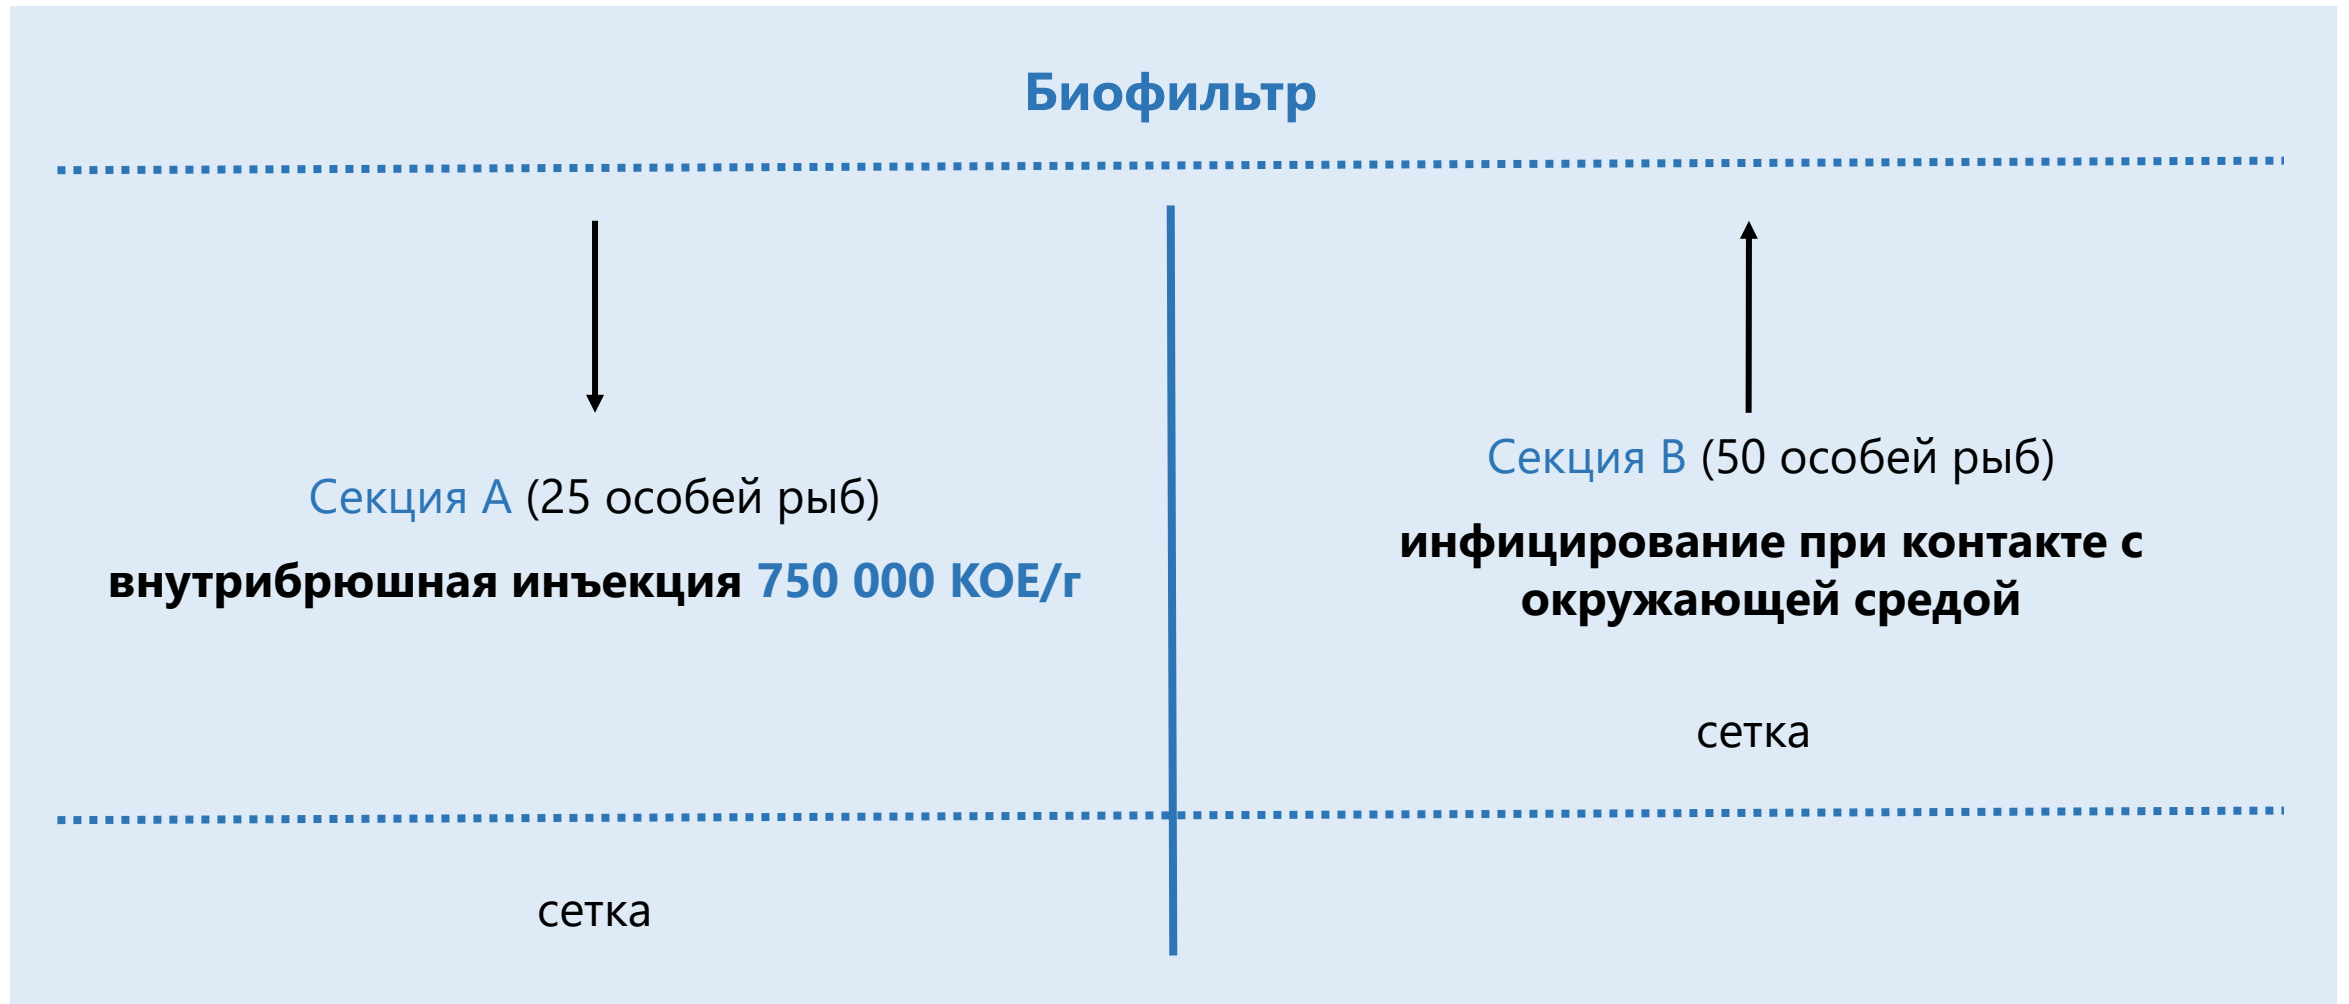 Биофильтр
Секция А (25 особей рыб)
внутрибрюшная инъекция 750 000 КОЕ/г
Секция В (50 особей рыб)
инфицирование при контакте с
окружающей средой
сетка
сетка